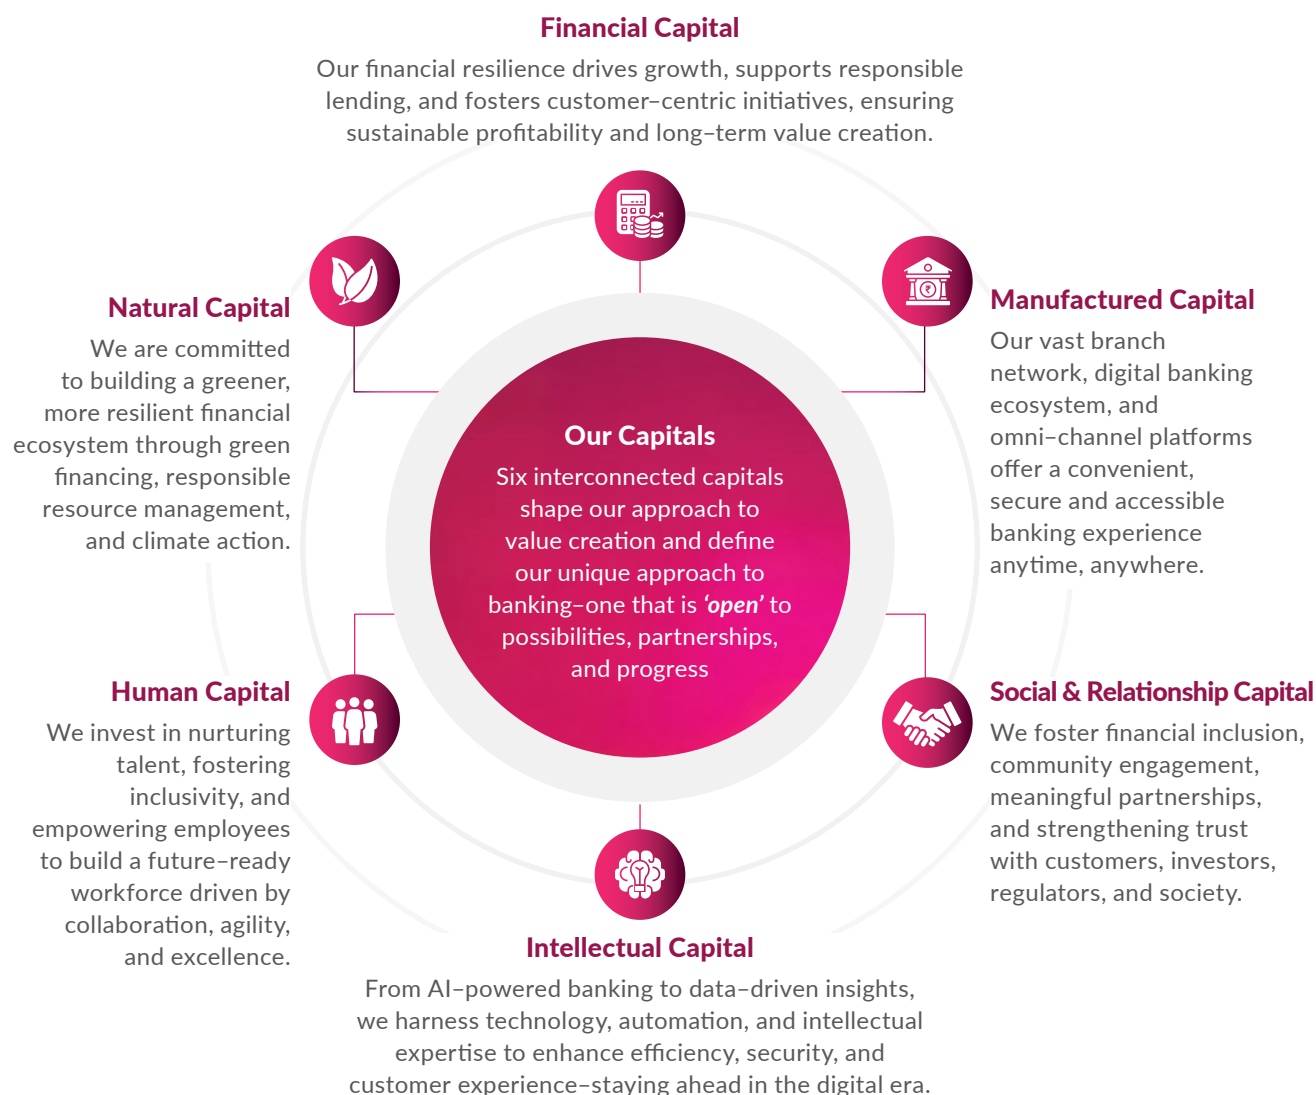 Financial Capital
Our financial resilience drives growth, supports responsible
lending, and fosters customer–centric initiatives, ensuring
sustainable profitability and long–term value creation.
Natural Capital
We are committed
to building a greener,
more resilient financial
ecosystem through green
financing, responsible
resource management,
and climate action.
₹
Manufactured Capital
Our vast branch
network, digital banking
ecosystem, and
omni–channel platforms
offer a convenient,
secure and accessible
banking experience
anytime, anywhere.
Our Capitals
Six interconnected capitals
shape our approach to
value creation and define
our unique approach to
banking–one that is ‘open’ to
possibilities, partnerships,
and progress
Human Capital
We invest in nurturing
talent, fostering
inclusivity, and
empowering employees
to build a future–ready
workforce driven by
collaboration, agility,
and excellence.
Social & Relationship Capital
We foster financial inclusion,
community engagement,
meaningful partnerships,
and strengthening trust
with customers, investors,
regulators, and society.
Intellectual Capital
From AI–powered banking to data–driven insights,
we harness technology, automation, and intellectual
expertise to enhance efficiency, security, and
customer experience–staying ahead in the digital era.